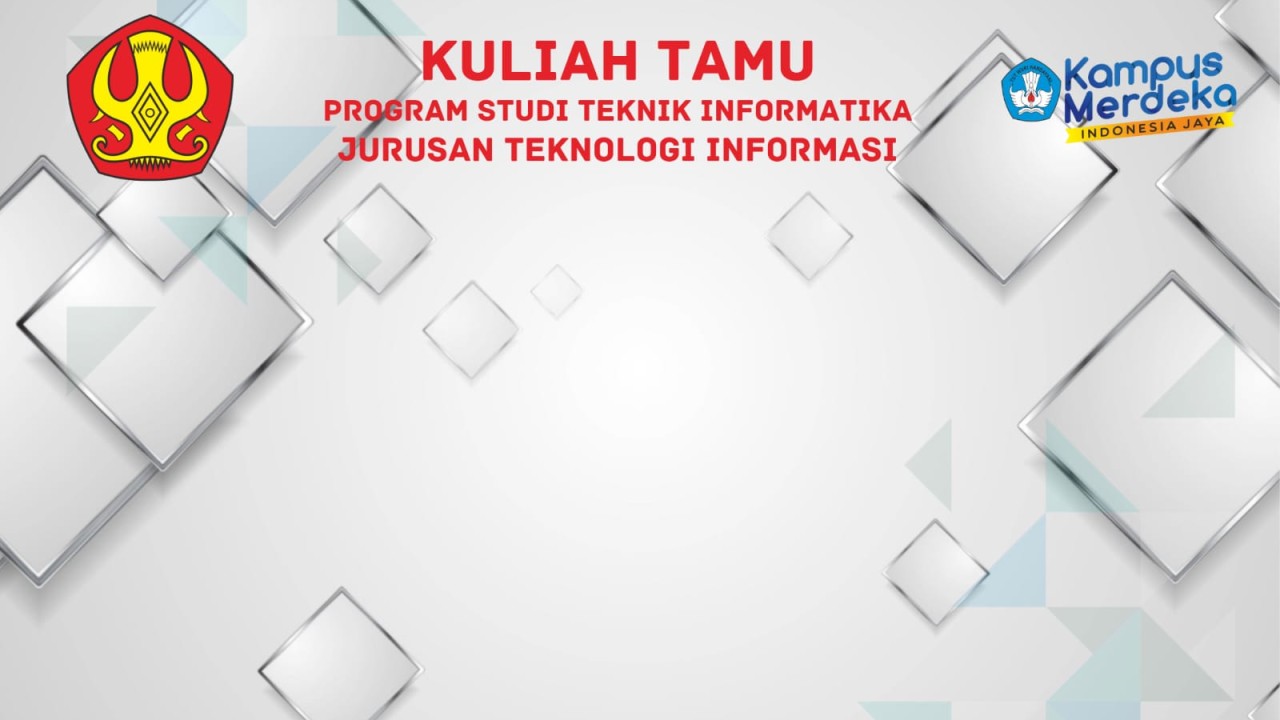 KULIAH TAMU
PROGRAM STUDI TEKNIK INFORMATIKA
JURUSAN TEKNOLOGI INFORMASI
Kampus
Merdeka
INDONESIA JAYA